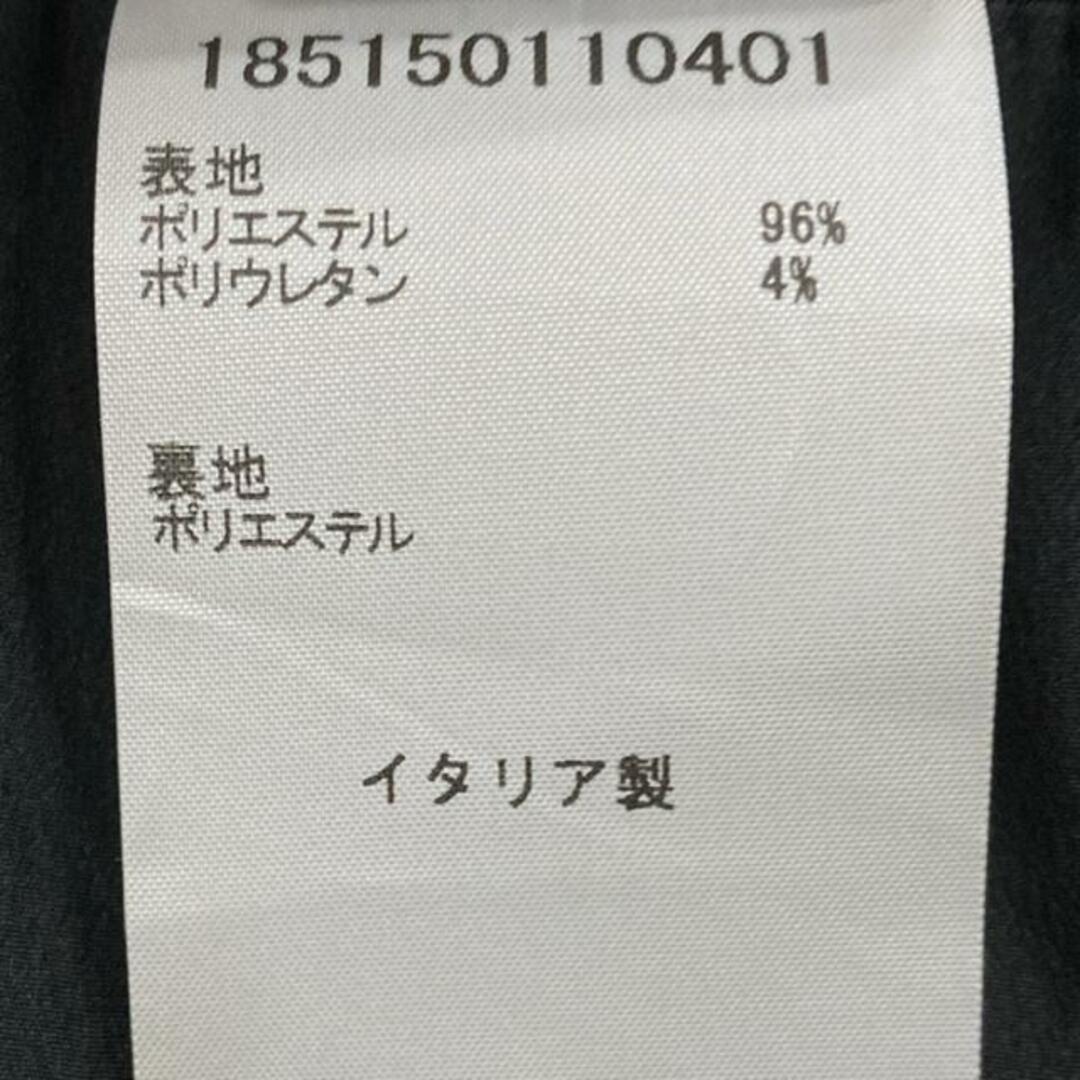 185150110401
表地
ポリエステル 96%
ポリウレタン 4%
裏地
ポリエステル
イタリア製